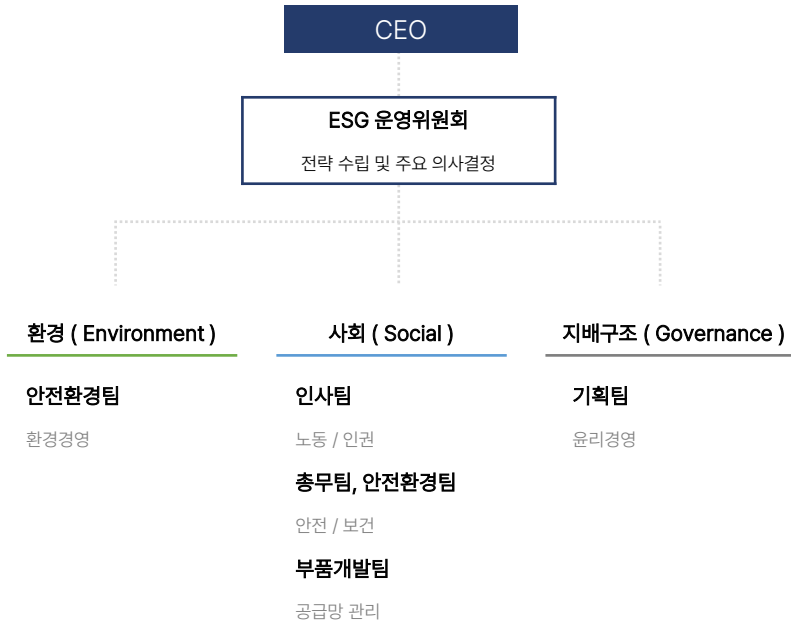 CEO
ESG 운영위원회
전략 수립 및 주요 의사결정
환경 ( Environment )
사회 ( Social )
지배구조 ( Governance )
안전환경팀
인사팀
기획팀
환경경영
노동 / 인권
윤리경영
총무팀, 안전환경팀
안전 / 보건
부품개발팀
공급망 관리